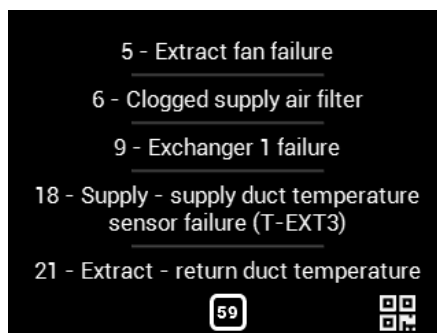 5 - Extract fan failure
6 - Clogged supply air filter
9 - Exchanger 1 failure
18 - Supply - supply duct temperature
sensor failure (T-EXT3)
21 - Extract - return duct temperature
59